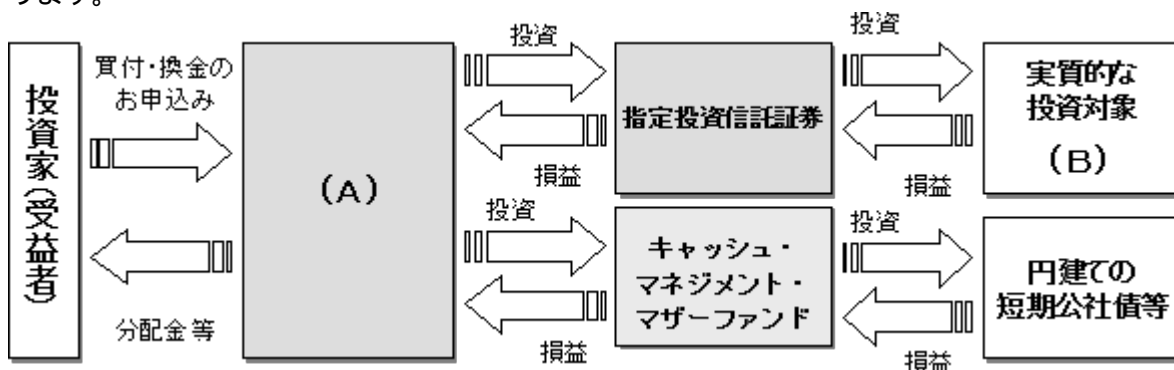 ります。
投資家(受益者)
買付・換金の
お申込み
分配金等
(A)
投資
損益
指定投資信託証券
投資
損益
実質的な
投資対象
(B)
投資
損益
キャッシュ・
マネジメント・
マザーファンド
投資
損益
円建ての
短期公社債等